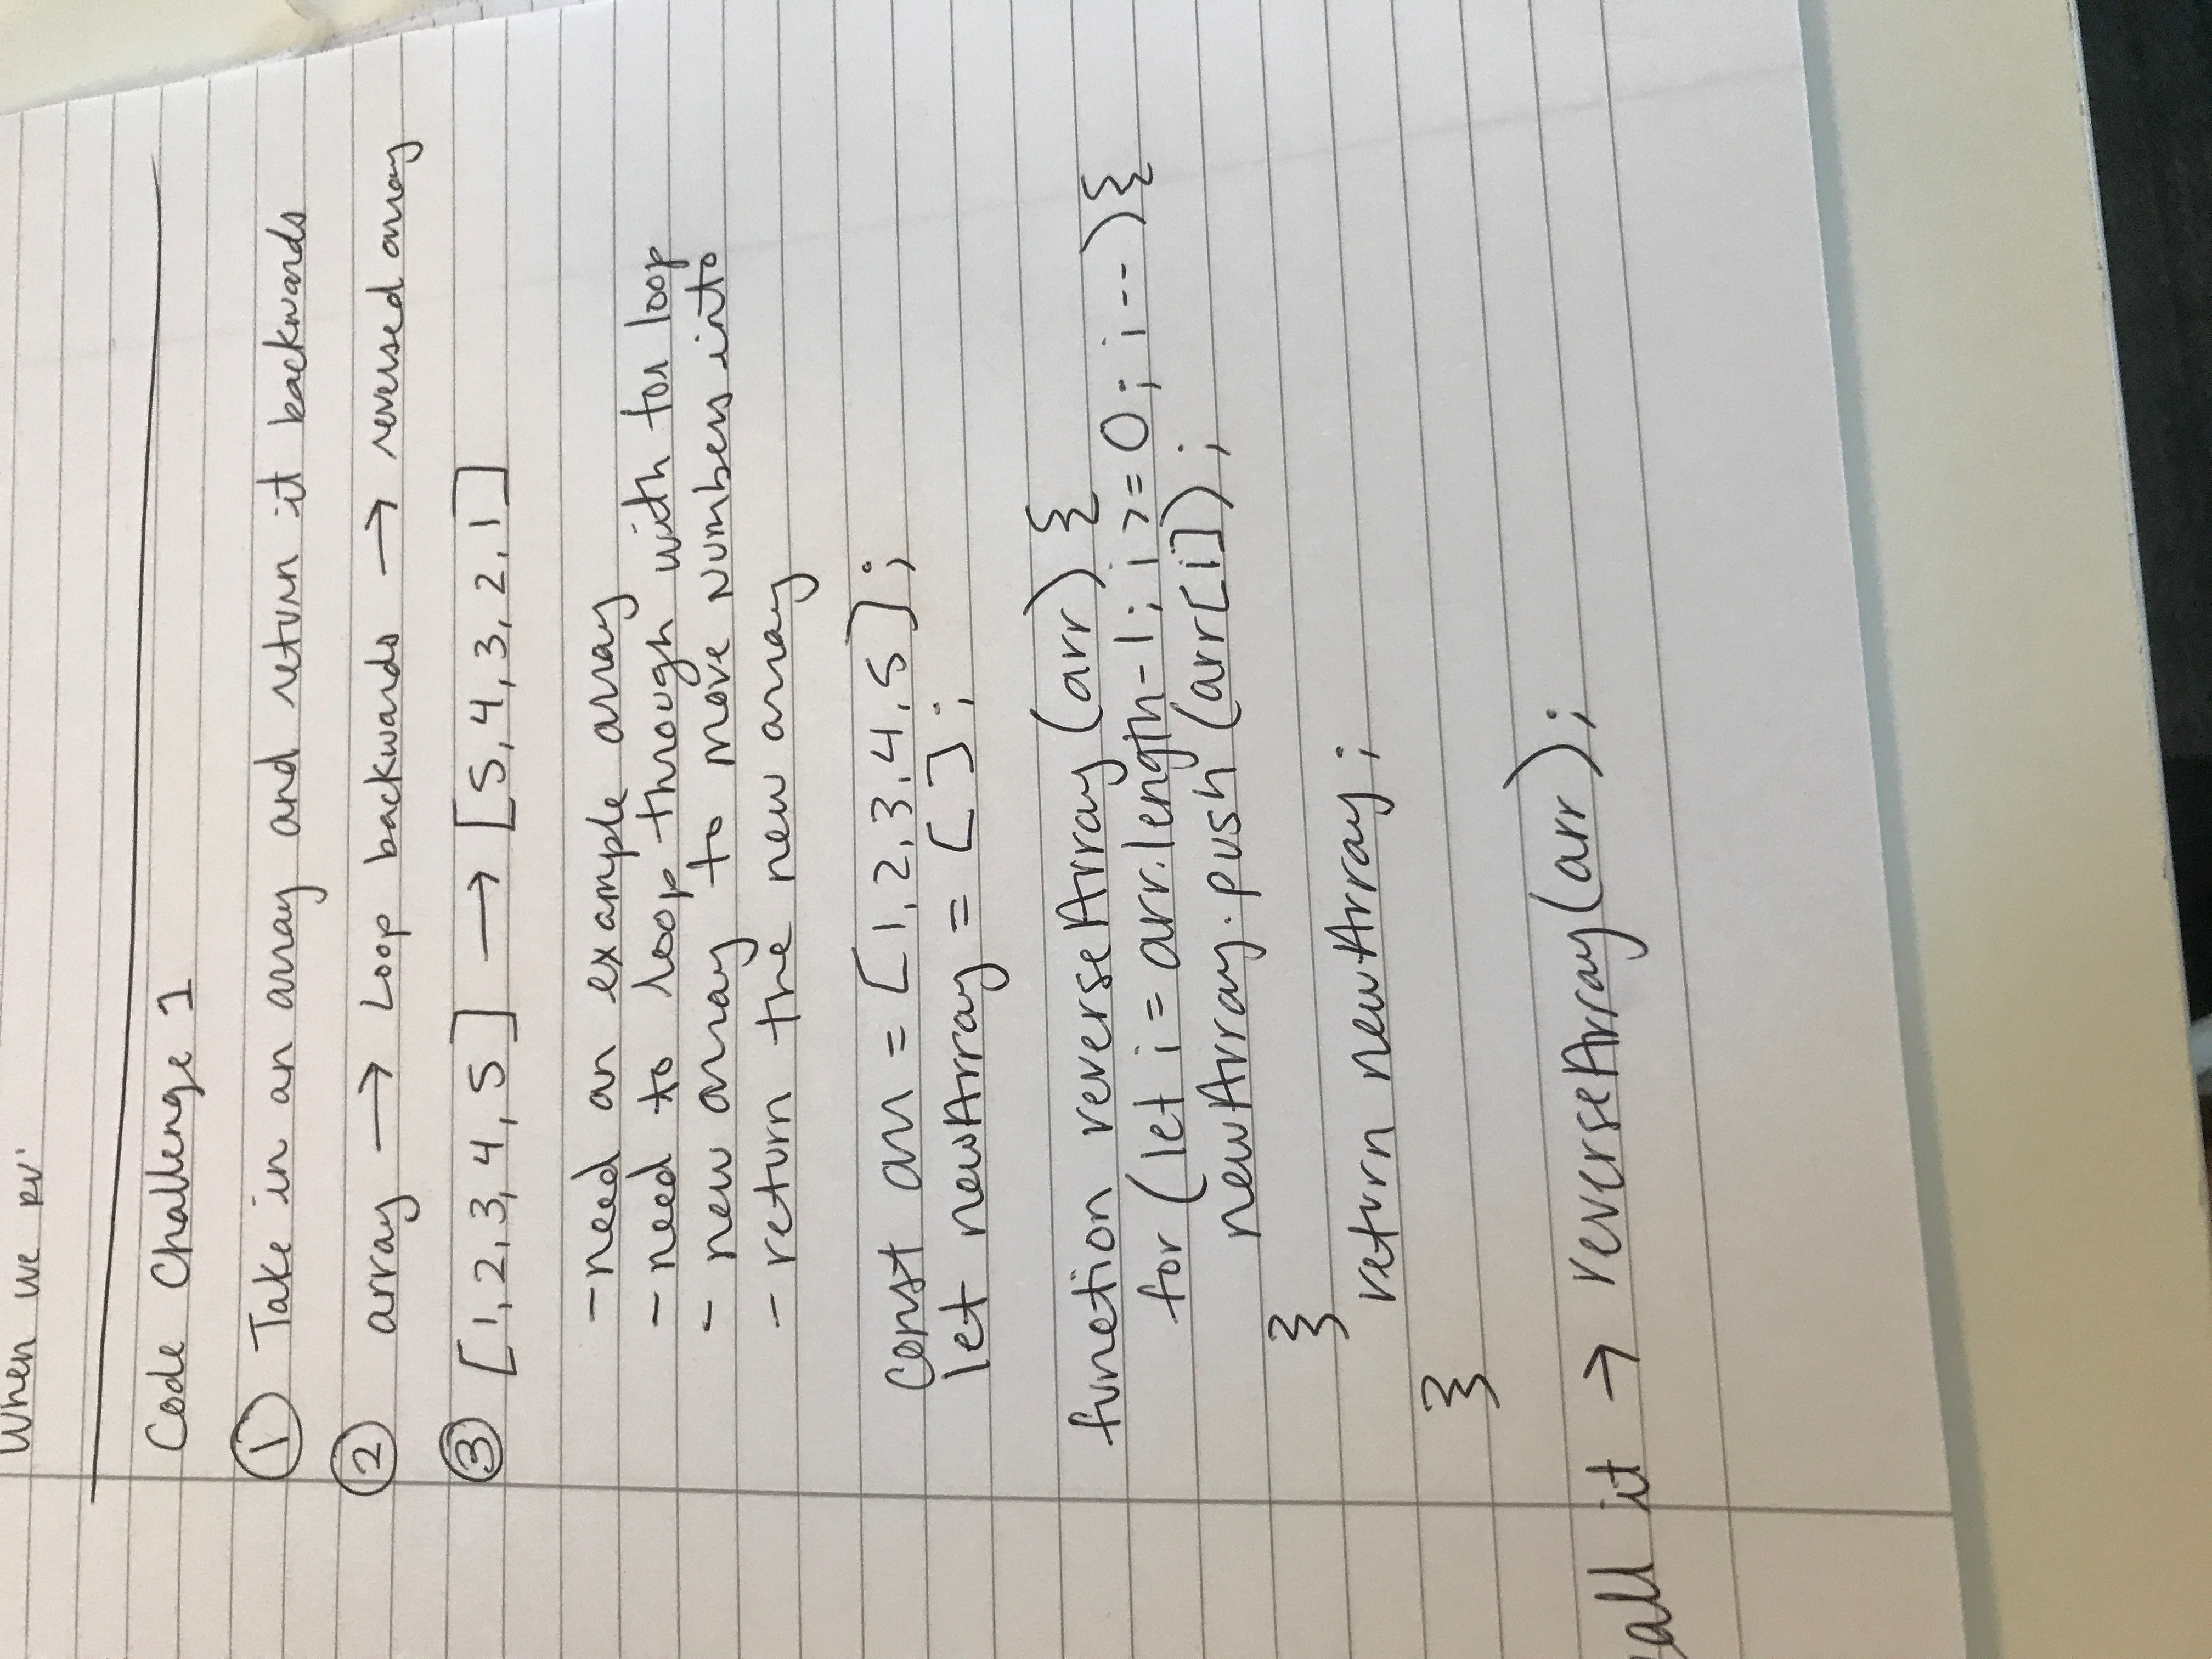 When we
Code Challenge 1
① Take in an array and return it backwards
② array → Loop backwards → reversed array
③ [1, 2, 3, 4, 5] → [5, 4, 3, 2, 1]
- need an example array
- need to loop through with for loop
- new array to move Numbers into
- return the new array
const arr = [1, 2, 3, 4, 5];
let newArray = [ ];
function reverseArray (arr) {
for (let i = arr.length-1; i >= 0; i--) {
newArray.push (arr[i]);
}
return newArray;
}
call it → reverseArray(arr);